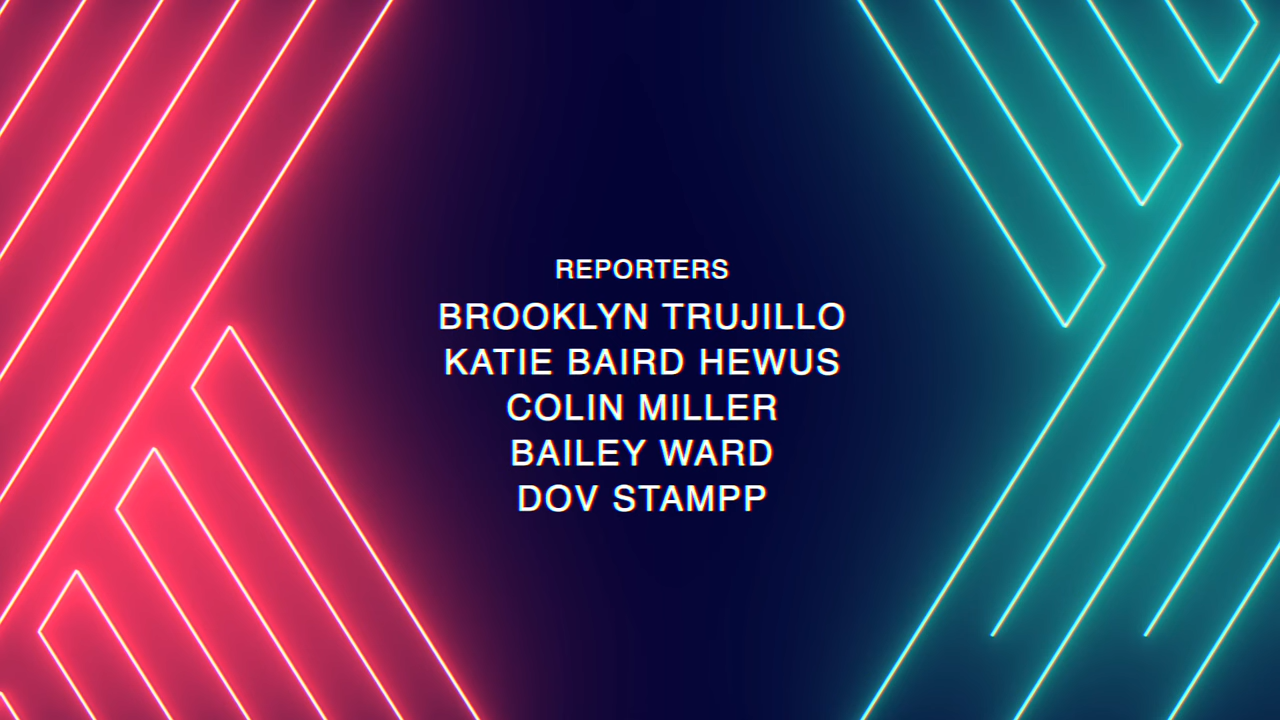 REPORTERS
BROOKLYN TRUJILLO
KATIE BAIRD HEWUS
COLIN MILLER
BAILEY WARD
DOV STAMPP